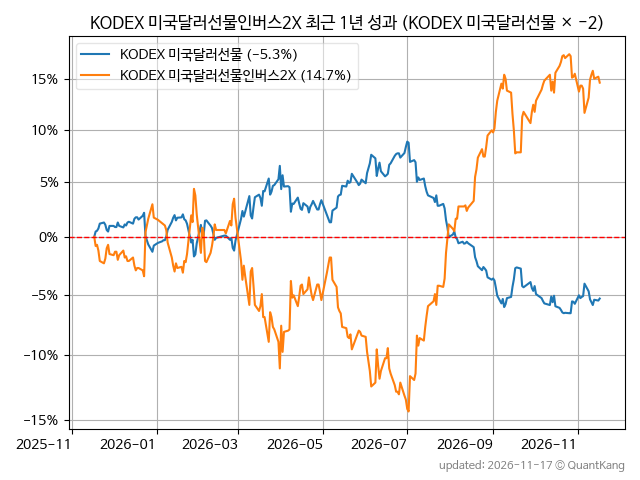 KODEX 미국달러선물인버스2X 최근 1년 성과 (KODEX 미국달러선물 × −2)
KODEX 미국달러선물 (−5.3%)
KODEX 미국달러선물인버스2X (14.7%)
15%
10%
5%
0%
−5%
−10%
−15%
2025-11 2026-01 2026-03 2026-05 2026-07 2026-09 2026-11
updated: 2026-11-17 © QuantKang